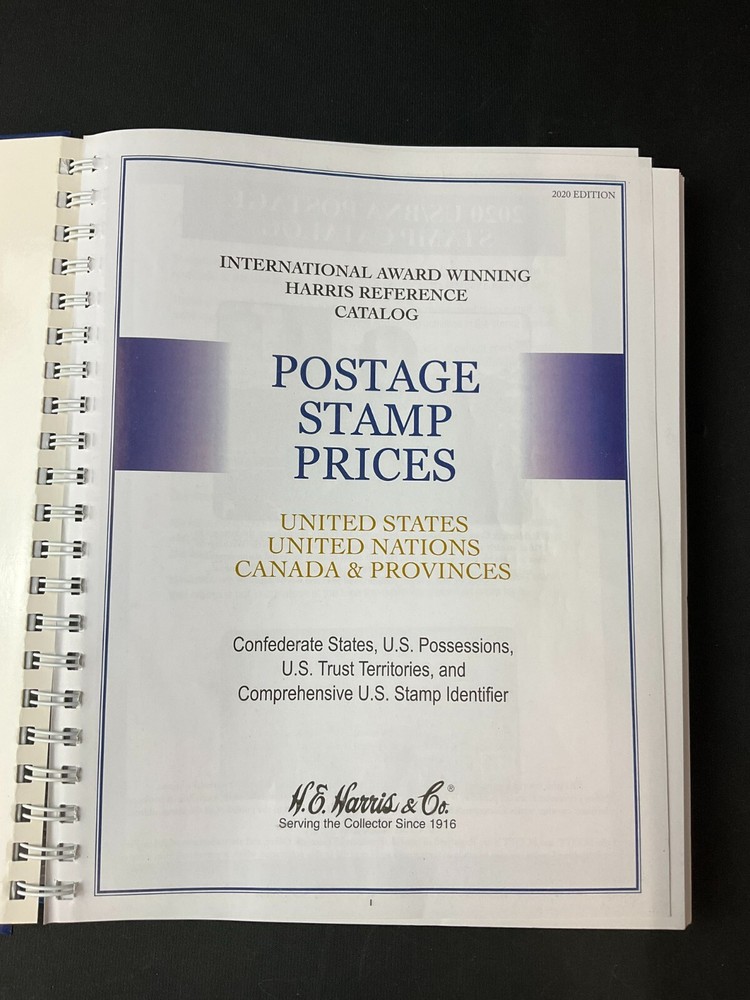 2020 EDITION
INTERNATIONAL AWARD WINNING
HARRIS REFERENCE
CATALOG
POSTAGE
STAMP
PRICES
UNITED STATES
UNITED NATIONS
CANADA & PROVINCES
Confederate States, U.S. Possessions,
U.S. Trust Territories, and
Comprehensive U.S. Stamp Identifier
H.E. Harris & Co.®
Serving the Collector Since 1916
I